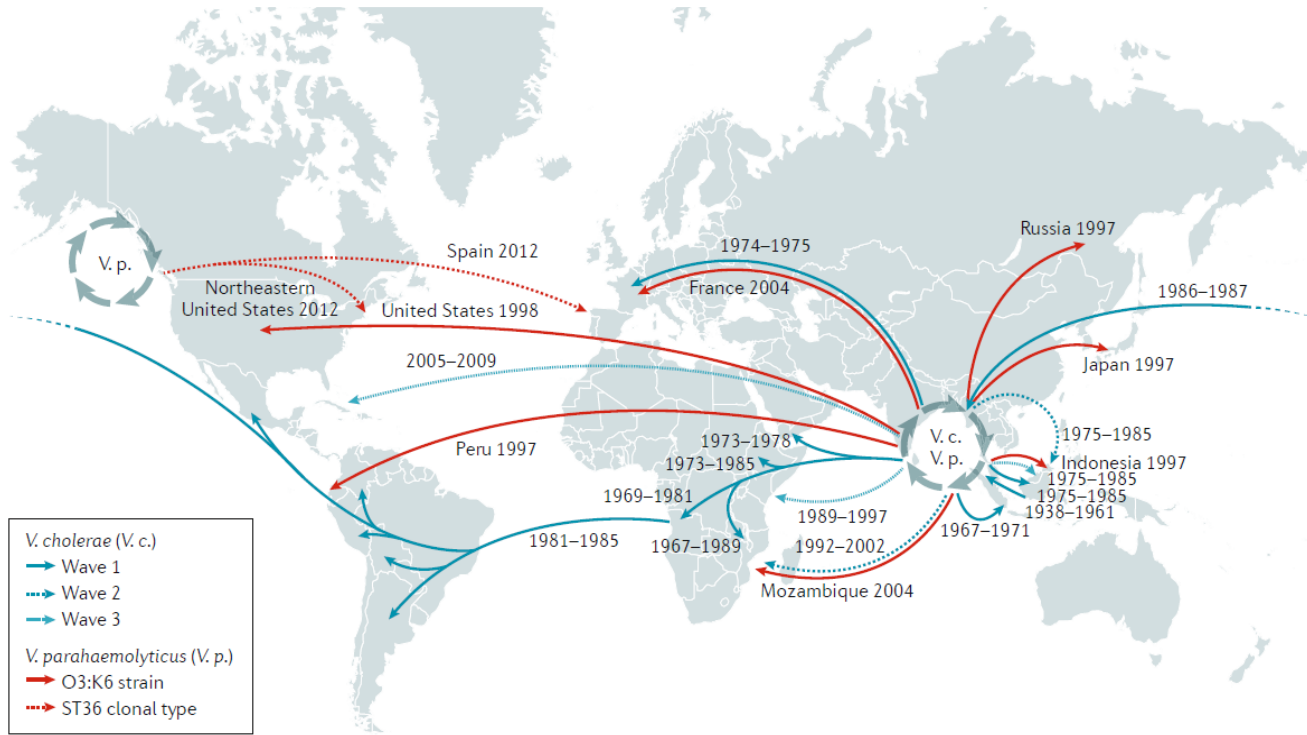 Russia 1997
1974–1975
Spain 2012
V. p.
France 2004
1986–1987
Northeastern
United States 2012
United States 1998
Japan 1997
2005–2009
V. c.
V. p.
1975–1985
1973–1978
Peru 1997
1973–1985
Indonesia 1997
1975–1985
1975–1985
1938–1961
1969–1981
1989–1997
1967–1971
1981–1985
1967–1989
1992–2002
Mozambique 2004
V. cholerae (V. c.)
Wave 1
Wave 2
Wave 3
V. parahaemolyticus (V. p.)
O3:K6 strain
ST36 clonal type